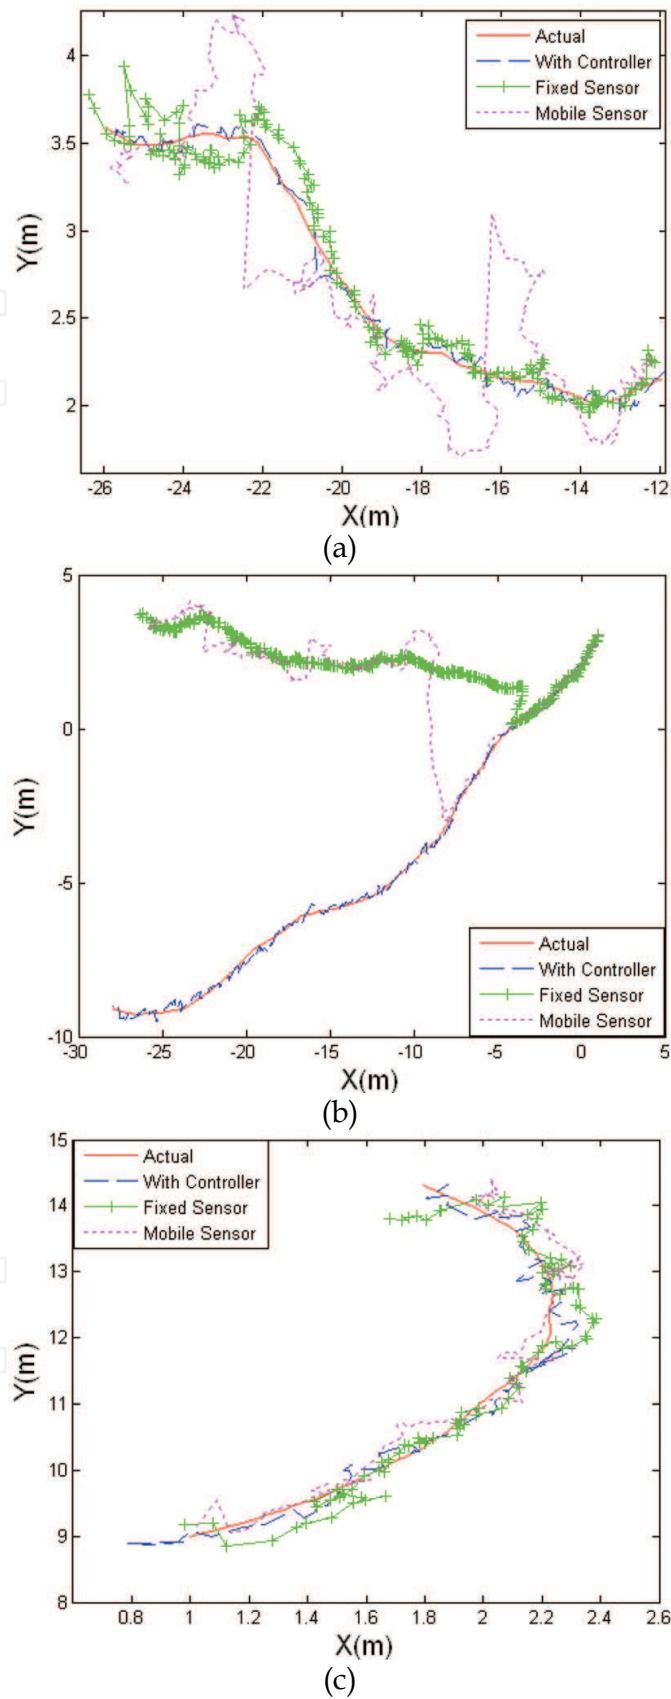 4
3.5
3
2.5
2
Y(m)
Actual
With Controller
Fixed Sensor
Mobile Sensor
-26 -24 -22 -20 -18 -16 -14 -12
X(m)
(a)
5
0
-5
-10
Y(m)
Actual
With Controller
Fixed Sensor
Mobile Sensor
-30 -25 -20 -15 -10 -5 0 5
X(m)
(b)
15
14
13
12
11
10
9
8
Y(m)
Actual
With Controller
Fixed Sensor
Mobile Sensor
0.8 1 1.2 1.4 1.6 1.8 2 2.2 2.4 2.6
X(m)
(c)